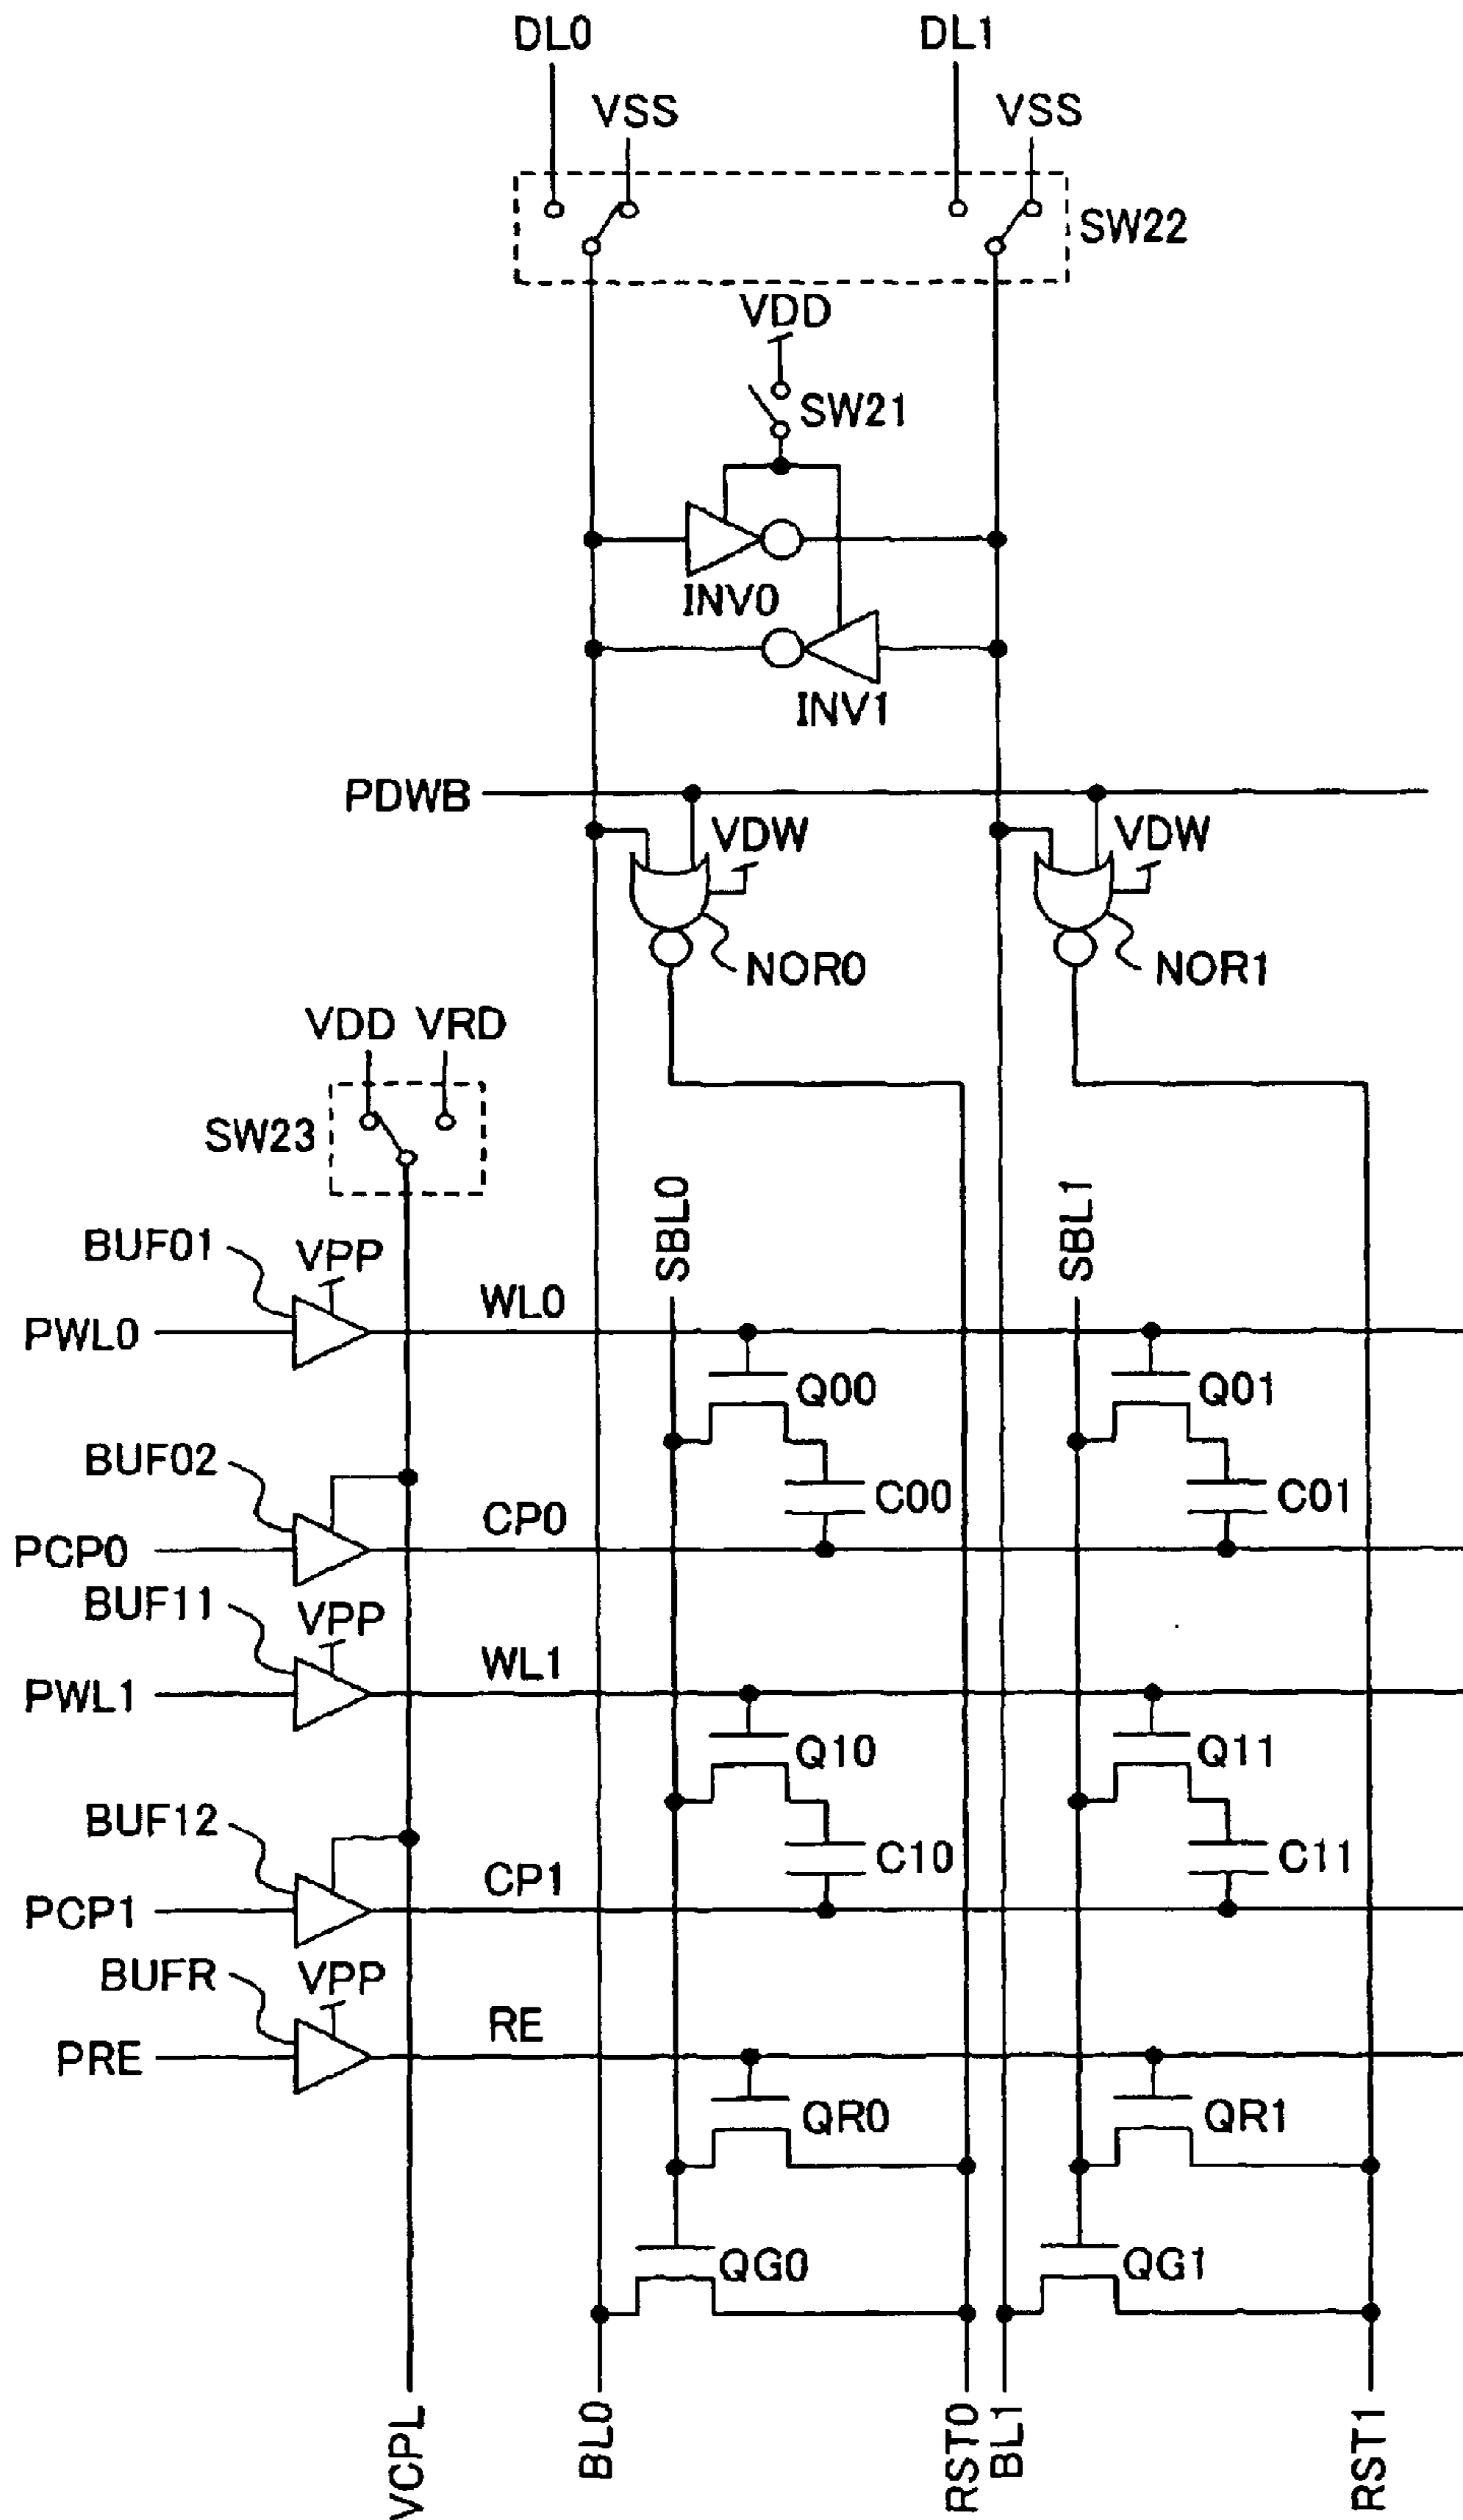 DL0 DL1
VSS VSS
SW22
VDD
SW21
INV0
INV1
PDWB
VDW VDW
NOR0 NOR1
VDD VRD
SW23
SBL0 SBL1
BUF01
VPP
WL0
PWL0
Q00 Q01
BUF02
CP0
C00 C01
PCP0
BUF11
VPP
WL1
PWL1
Q10 Q11
BUF12
CP1
C10 C11
PCP1
BUFR
VPP
RE
PRE
QR0 QR1
QG0 QG1
VCPL
BL0
RST0
BL1
RST1